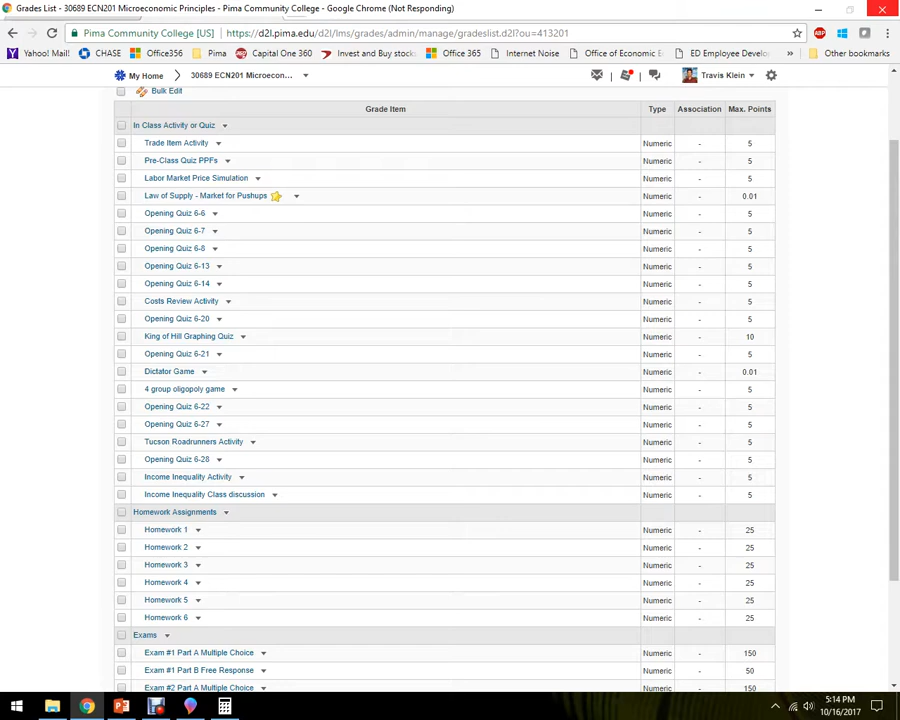 Grades List - 30689 ECN201 Microeconomic Principles - Pima Community College - Google Chrome (Not Responding)
Pima Community College [US] https://d2l.pima.edu/d2l/lms/grades/admin/manage/gradeslist.d2l?ou=413201
Yahoo! Mail! CHASE Office356 Pima Capital One 360 Invest and Buy stock Office 365 Internet Noise Office of Economic E ED Employee Develop » Other bookmarks
My Home 30689 ECN201 Microecon... Travis Klein
Bulk Edit
Grade Item Type Association Max. Points
In Class Activity or Quiz
Trade Item Activity Numeric - 5
Pre-Class Quiz PPFs Numeric - 5
Labor Market Price Simulation Numeric - 5
Law of Supply - Market for Pushups Numeric - 0.01
Opening Quiz 6-6 Numeric - 5
Opening Quiz 6-7 Numeric - 5
Opening Quiz 6-8 Numeric - 5
Opening Quiz 6-13 Numeric - 5
Opening Quiz 6-14 Numeric - 5
Costs Review Activity Numeric - 5
Opening Quiz 6-20 Numeric - 5
King of Hill Graphing Quiz Numeric - 10
Opening Quiz 6-21 Numeric - 5
Dictator Game Numeric - 0.01
4 group oligopoly game Numeric - 5
Opening Quiz 6-22 Numeric - 5
Opening Quiz 6-27 Numeric - 5
Tucson Roadrunners Activity Numeric - 5
Opening Quiz 6-28 Numeric - 5
Income Inequality Activity Numeric - 5
Income Inequality Class discussion Numeric - 5
Homework Assignments
Homework 1 Numeric - 25
Homework 2 Numeric - 25
Homework 3 Numeric - 25
Homework 4 Numeric - 25
Homework 5 Numeric - 25
Homework 6 Numeric - 25
Exams
Exam #1 Part A Multiple Choice Numeric - 150
Exam #1 Part B Free Response Numeric - 50
Exam #2 Part A Multiple Choice Numeric - 150
5:14 PM
10/16/2017